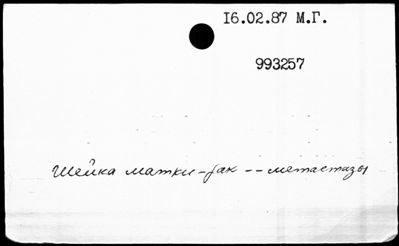 16.02.87 М.Г.
993257
Шейка матки-рак -- метастазы